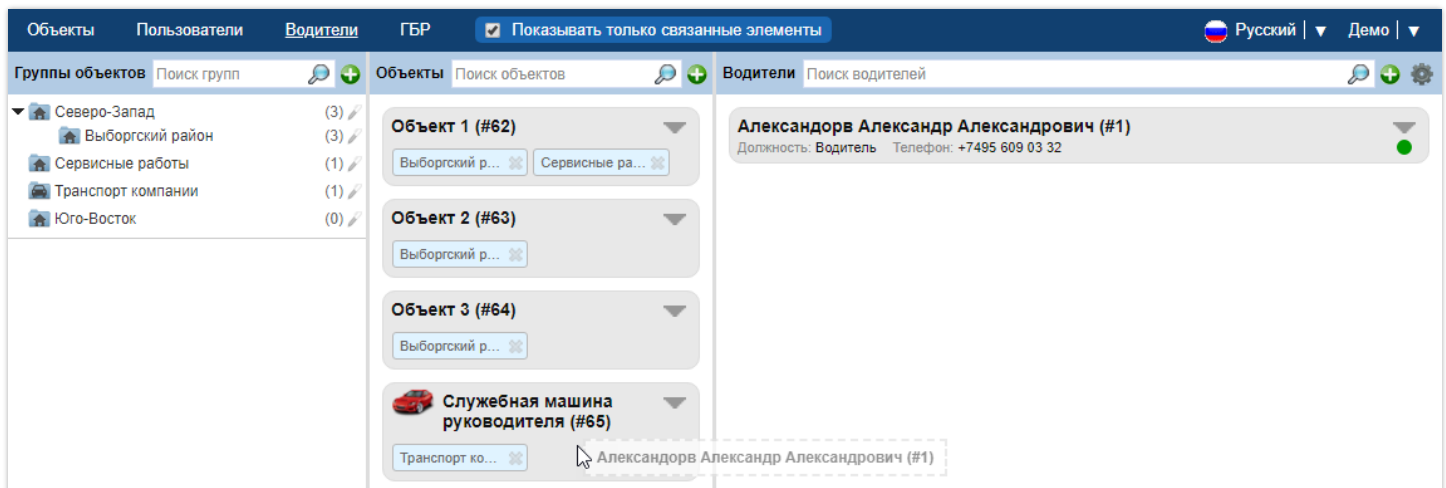 Объекты Пользователи Водители ГБР Показывать только связанные элементы Русский Демо
Группы объектов Поиск групп
Северо-Запад (3)
Выборгский район (3)
Сервисные работы (1)
Транспорт компании (1)
Юго-Восток (0)
Объекты Поиск объектов
Объект 1 (#62)
Выборгский р... Сервисные ра...
Объект 2 (#63)
Выборгский р...
Объект 3 (#64)
Выборгский р...
Служебная машина
руководителя (#65)
Транспорт ко...
Водители Поиск водителей
Александорв Александр Александрович (#1)
Должность: Водитель Телефон: +7495 609 03 32
Александорв Александр Александрович (#1)